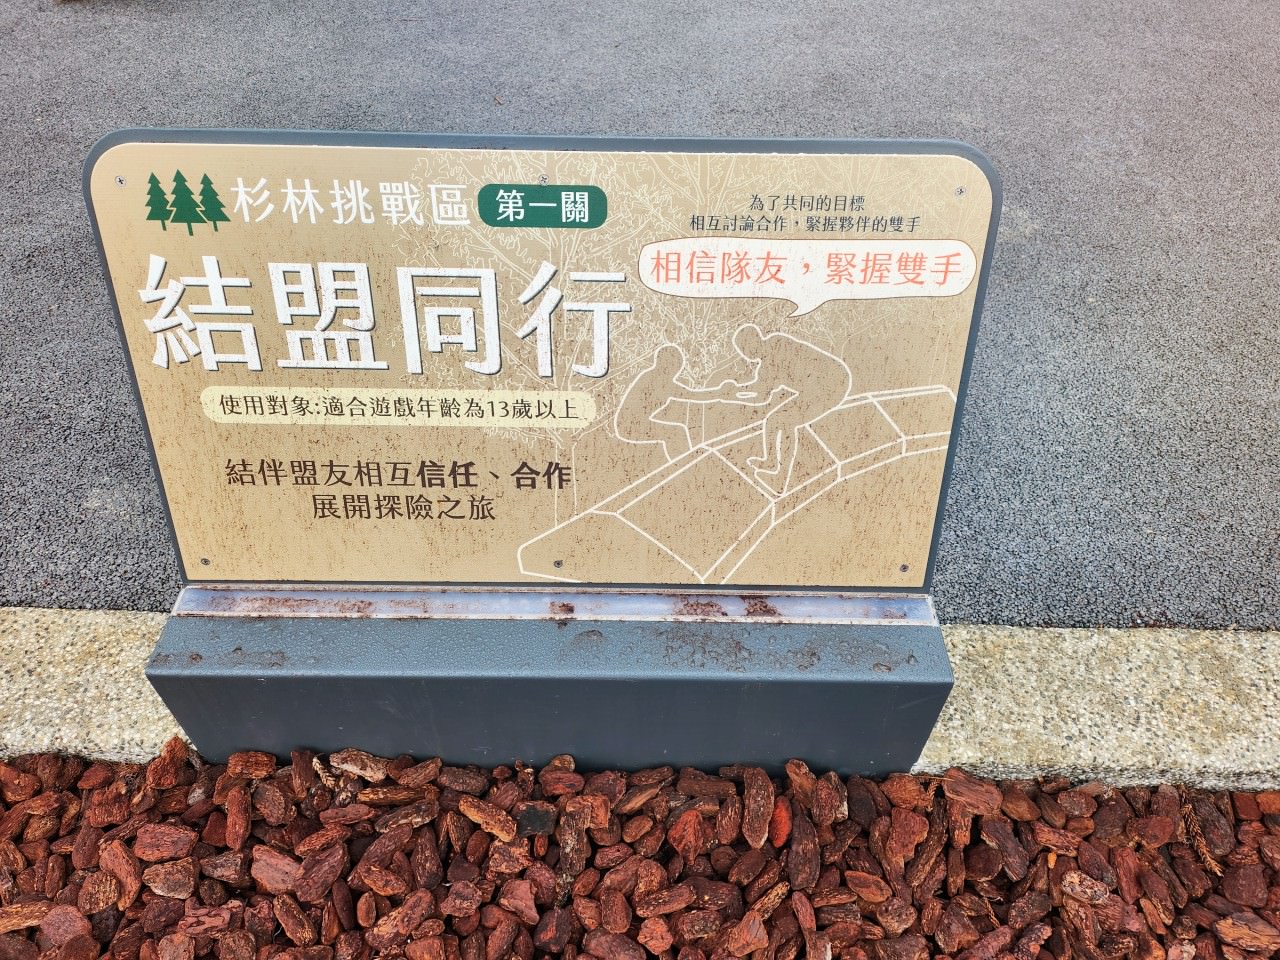 杉林挑戰區 第一關
結盟同行
使用對象:適合遊戲年齡為13歲以上
結伴盟友相互信任、合作
展開探險之旅
為了共同的目標
相互討論合作，緊握夥伴的雙手
相信隊友，緊握雙手